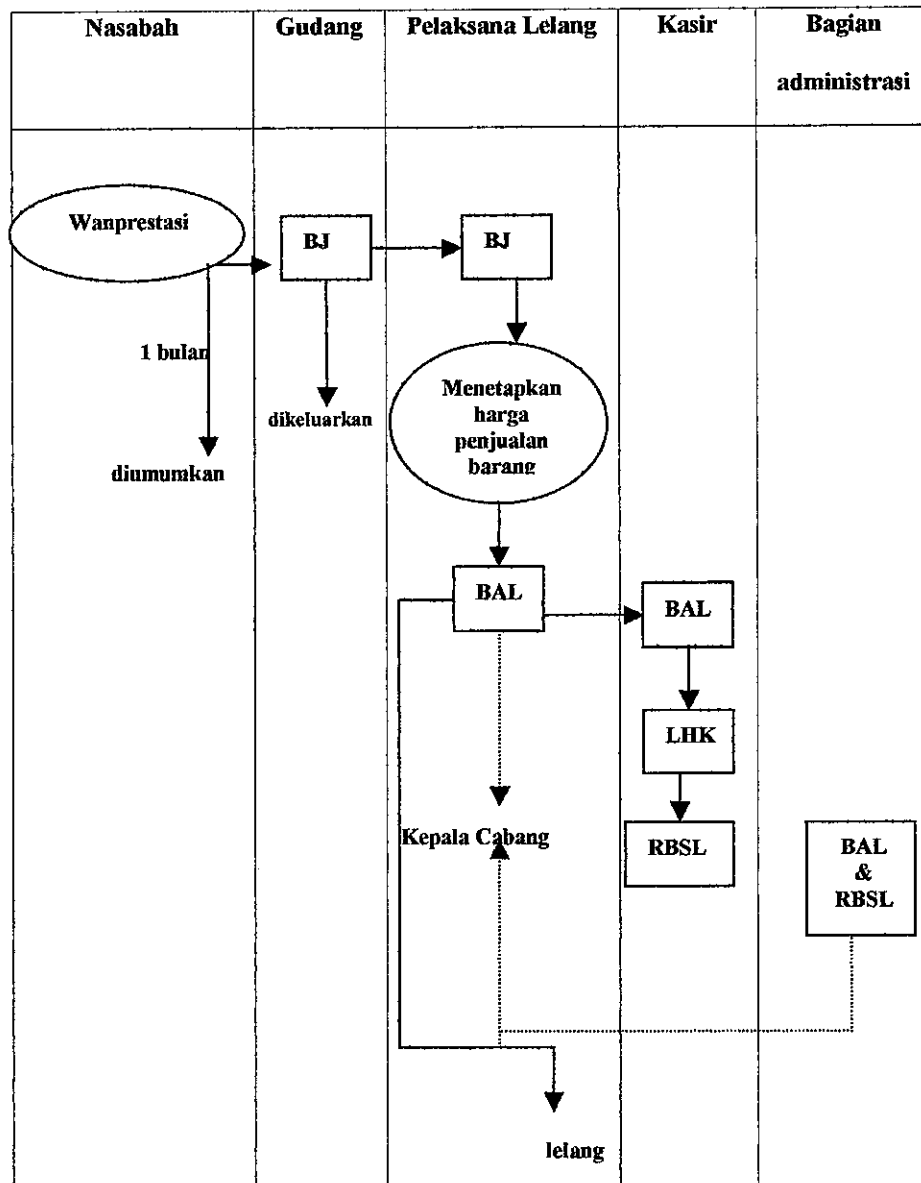 Nasabah
Gudang
Pelaksana Lelang
Kasir
Bagian
administrasi
Wanprestasi
BJ
BJ
1 bulan
dikeluarkan
diumumkan
Menetapkan
harga
penjualan
barang
BAL
BAL
LHK
Kepala Cabang
RBSL
BAL
&
RBSL
lelang